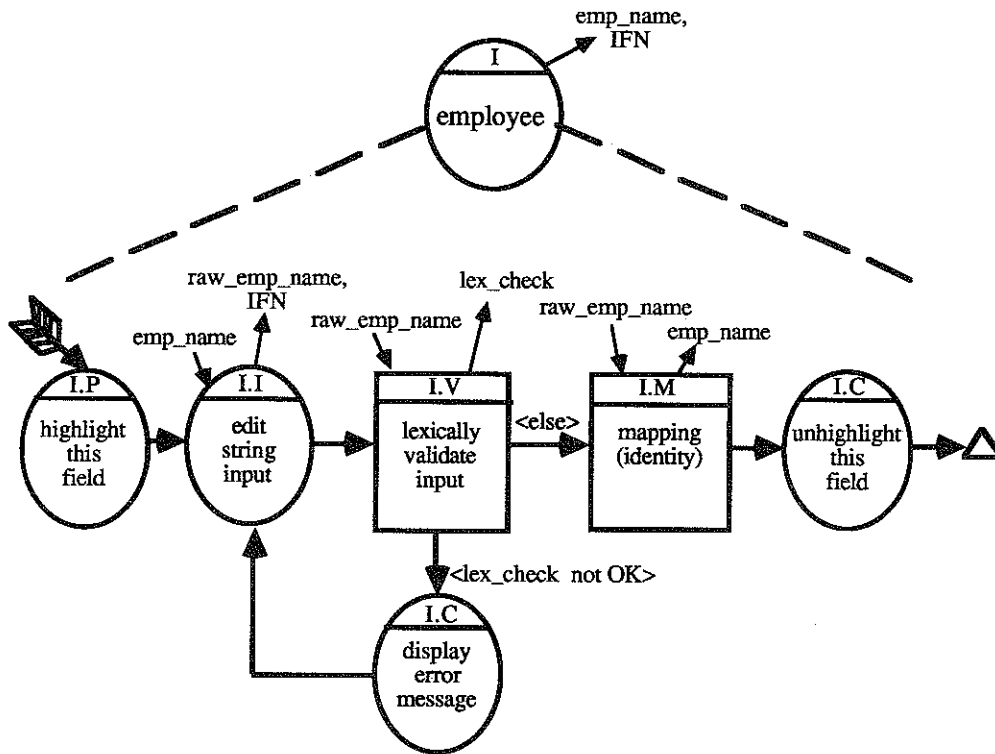 emp_name,
IFN
I
employee
raw_emp_name,
IFN
emp_name
I.P
highlight
this
field
I.I
edit
string
input
raw_emp_name
lex_check
I.V
lexically
validate
input
<else>
raw_emp_name
emp_name
I.M
mapping
(identity)
I.C
unhighlight
this
field
<lex_check not OK>
I.C
display
error
message